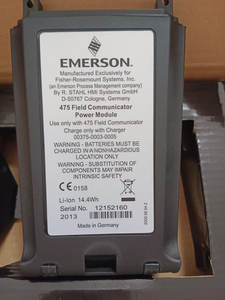 EMERSON.
Manufactured Exclusively for
Fisher-Rosemount Systems, Inc.
(an Emerson Process Management company)
By R. STAHL HMI Systems GmbH
D-50767 Cologne, Germany
475 Field Communicator
Power Module
Use only with 475 Field Communicator
Charge only with Charger
00375-0003-0005
WARNING - BATTERIES MUST BE
CHARGED IN A NONHAZARDOUS
LOCATION ONLY
WARNING - SUBSTITUTION OF
COMPONENTS MAY IMPAIR
INTRINSIC SAFETY
CE 0158
Li-Ion 14.4Wh
Serial No. 12152160
2013
Made in Germany